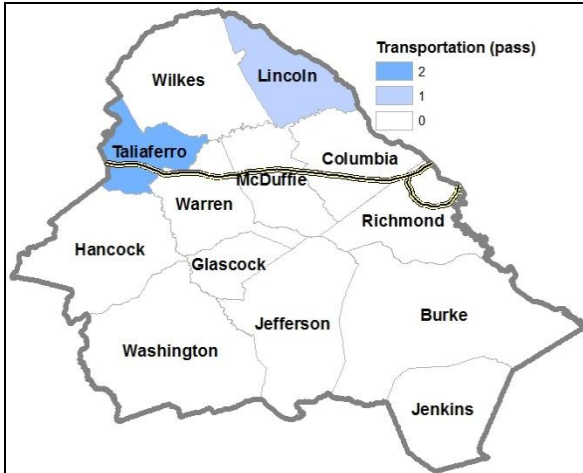 Transportation (pass)
2
1
0
Wilkes
Lincoln
Taliaferro
Columbia
McDuffie
Warren
Richmond
Hancock
Glascock
Jefferson
Burke
Washington
Jenkins